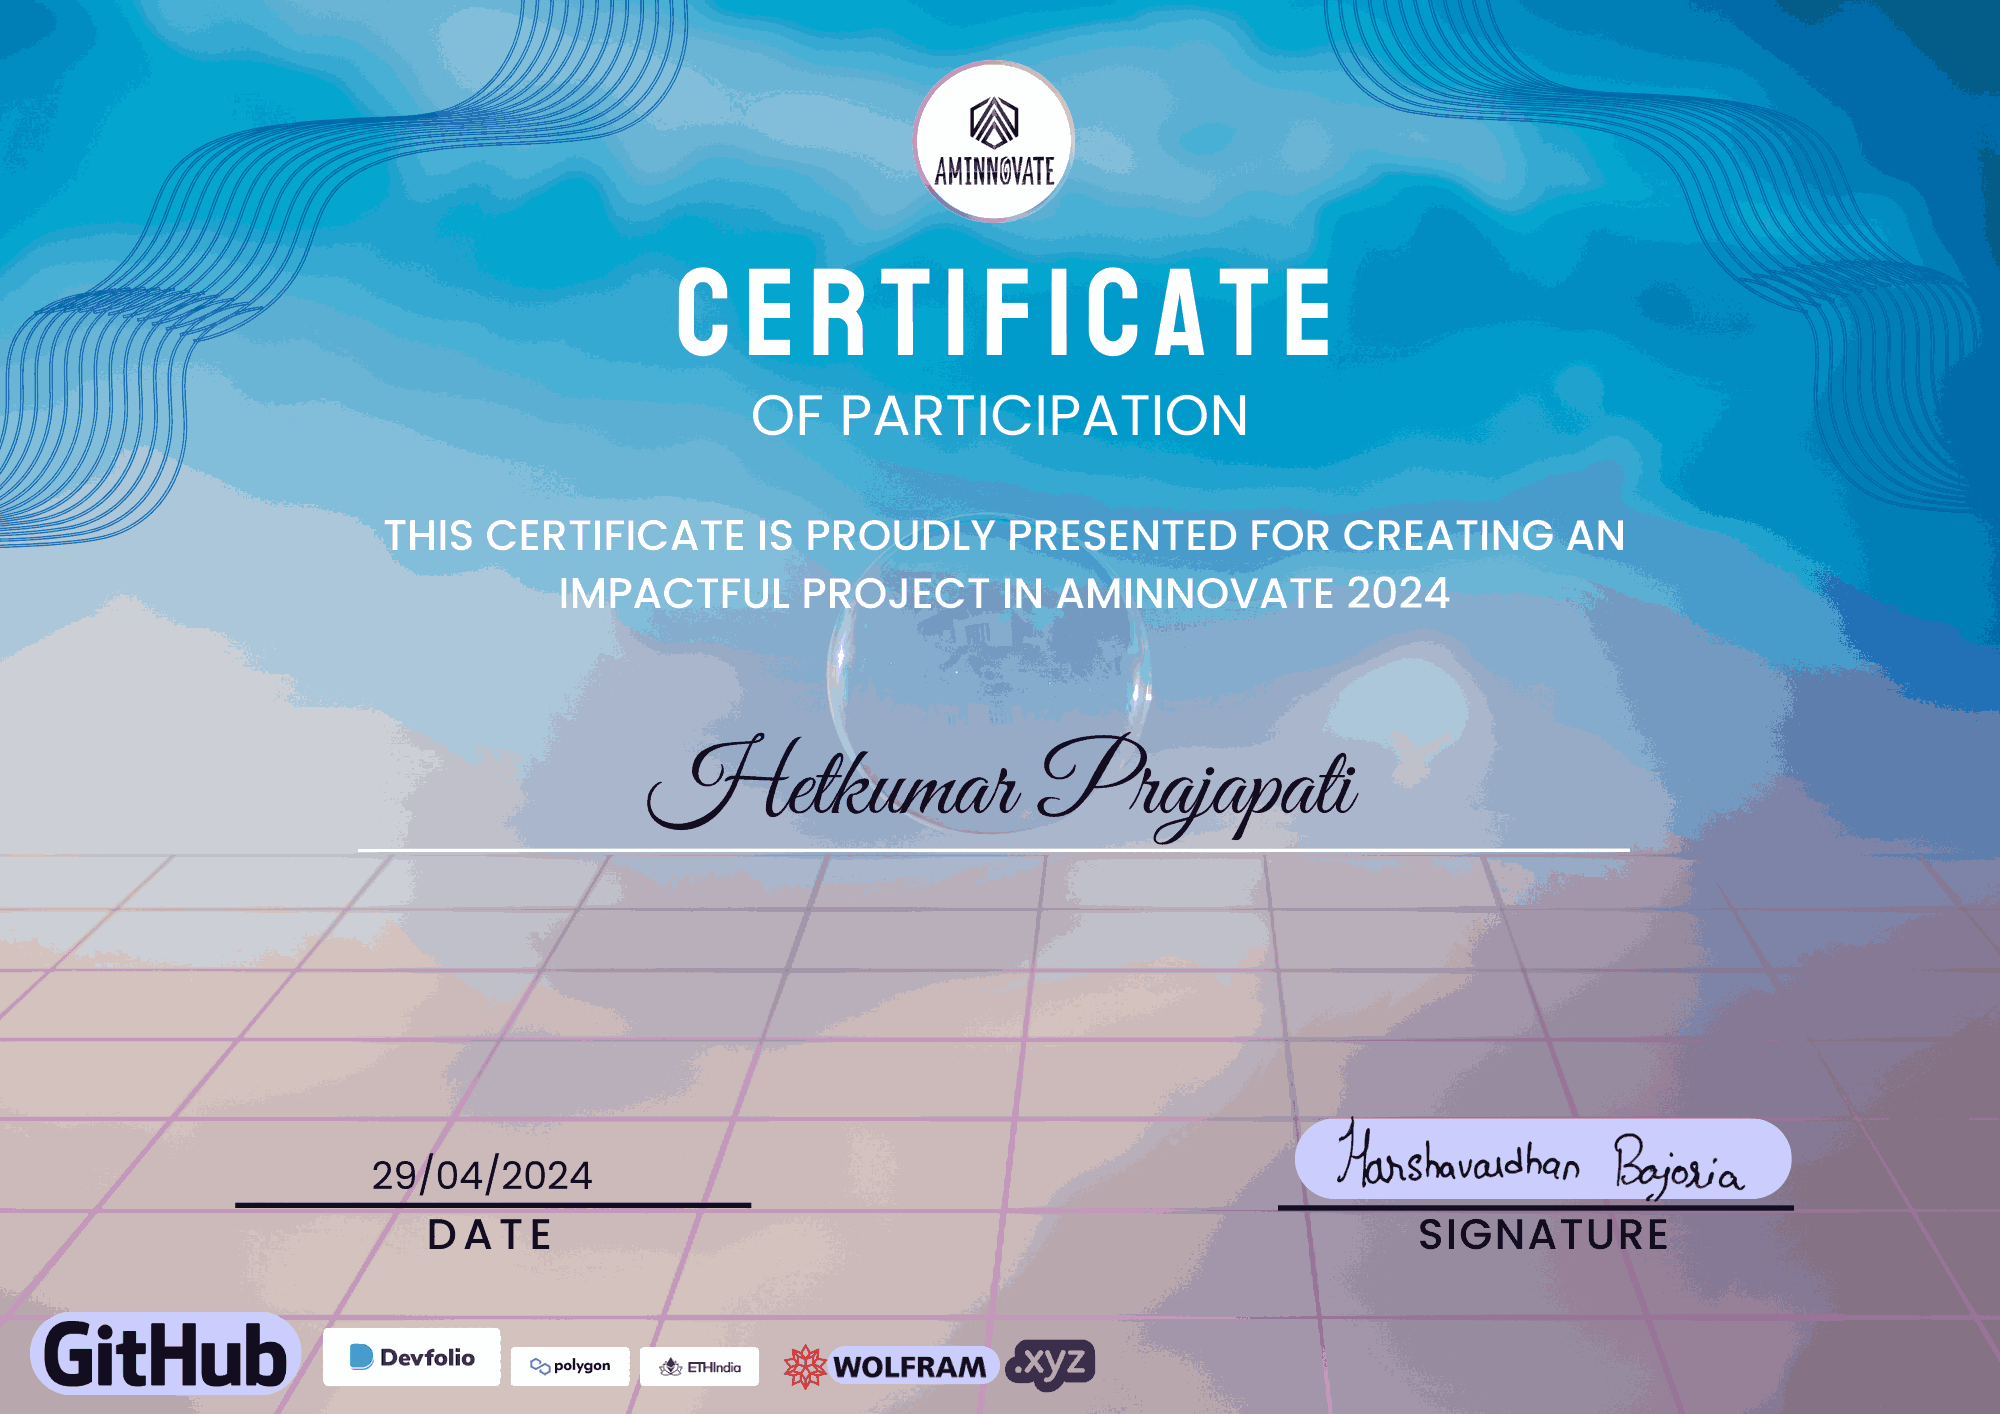 AMINNOVATE
CERTIFICATE
OF PARTICIPATION
THIS CERTIFICATE IS PROUDLY PRESENTED FOR CREATING AN
IMPACTFUL PROJECT IN AMINNOVATE 2024
Hetkumar Prajapati
29/04/2024
DATE
Harshavardhan Bajoria
SIGNATURE
GitHub
Devfolio
polygon
ETHIndia
WOLFRAM
.xyz